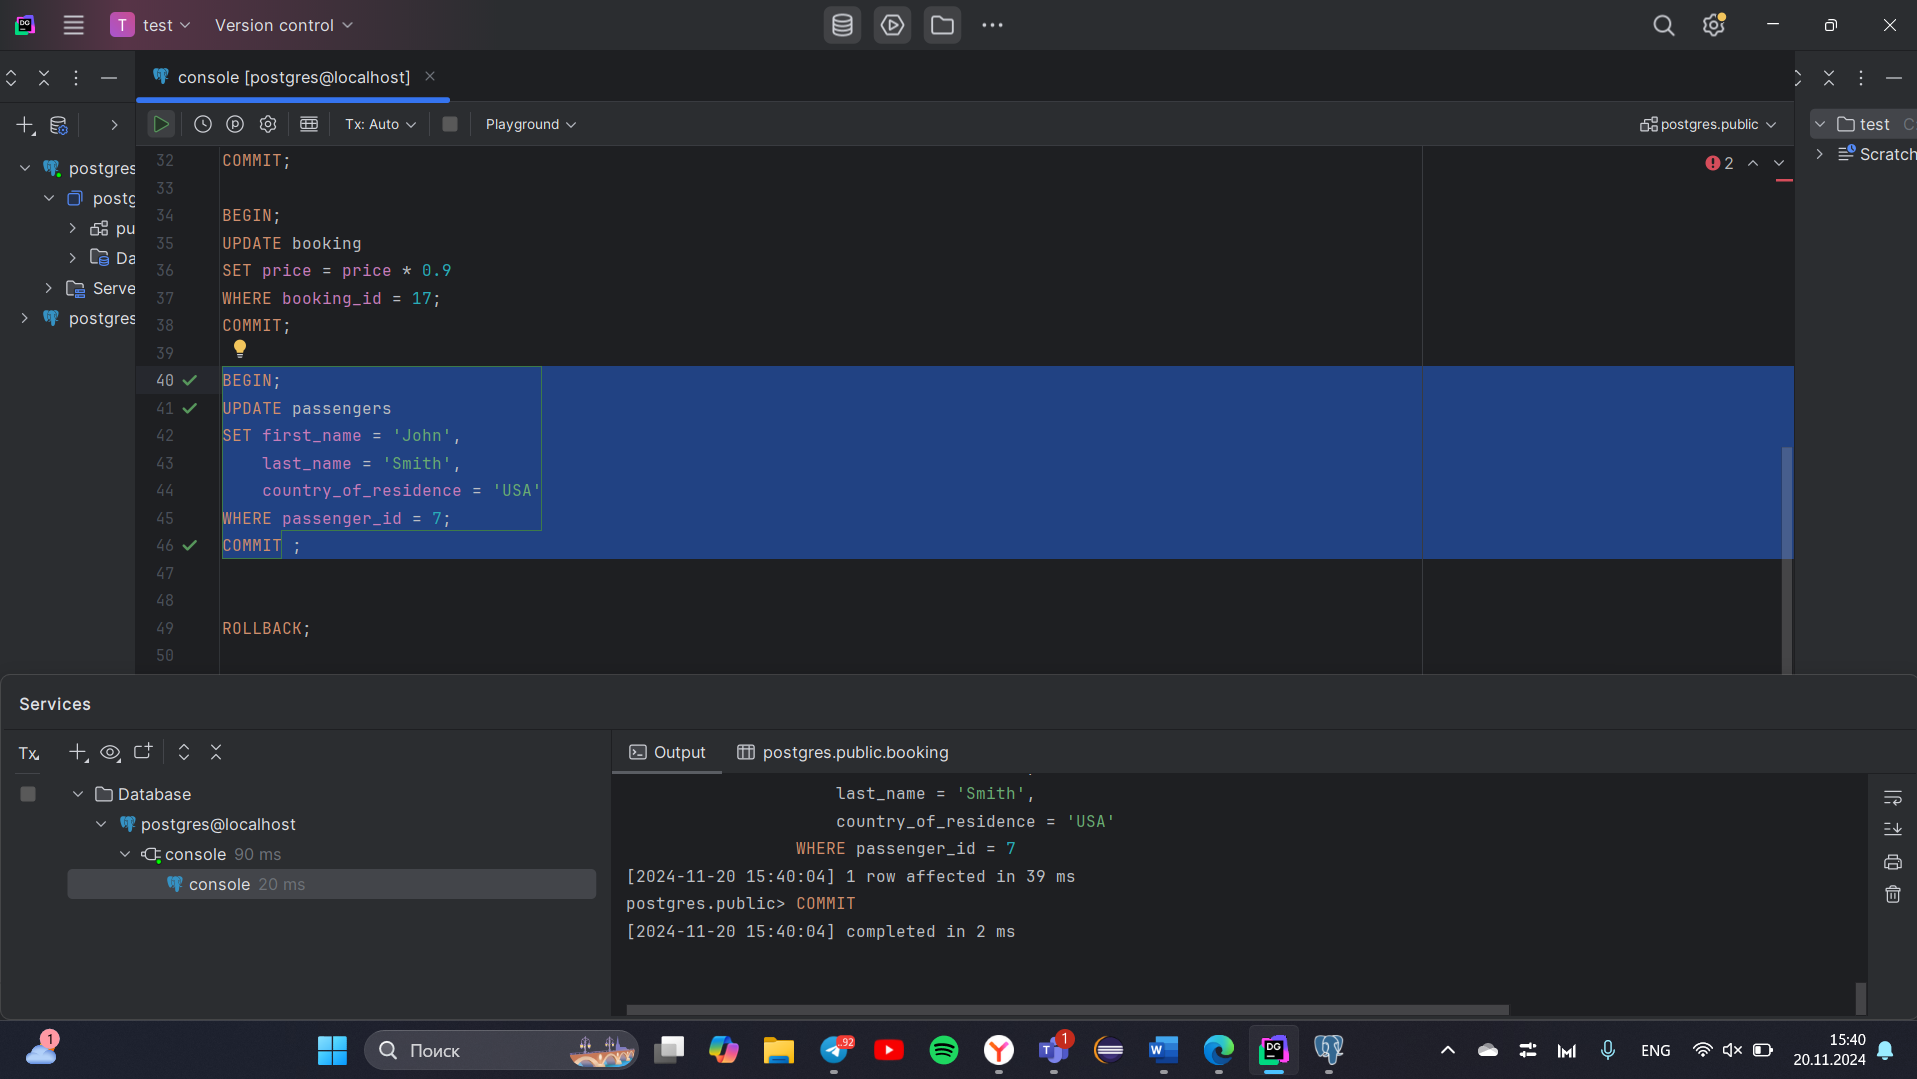 T test Version control
console [postgres@localhost]
Tx: Auto Playground postgres.public
postgres
postg
pu
Da
Serve
postgres
test C
Scratch
2
32 COMMIT;
33
34 BEGIN;
35 UPDATE booking
36 SET price = price * 0.9
37 WHERE booking_id = 17;
38 COMMIT;
39
40 BEGIN;
41 UPDATE passengers
42 SET first_name = 'John',
43 last_name = 'Smith',
44 country_of_residence = 'USA'
45 WHERE passenger_id = 7;
46 COMMIT ;
47
48
49 ROLLBACK;
50
Services
Tx
Database
postgres@localhost
console 90 ms
console 20 ms
Output postgres.public.booking
last_name = 'Smith',
country_of_residence = 'USA'
WHERE passenger_id = 7
[2024-11-20 15:40:04] 1 row affected in 39 ms
postgres.public> COMMIT
[2024-11-20 15:40:04] completed in 2 ms
1 Поиск 92 1 DG ENG 15:40
20.11.2024